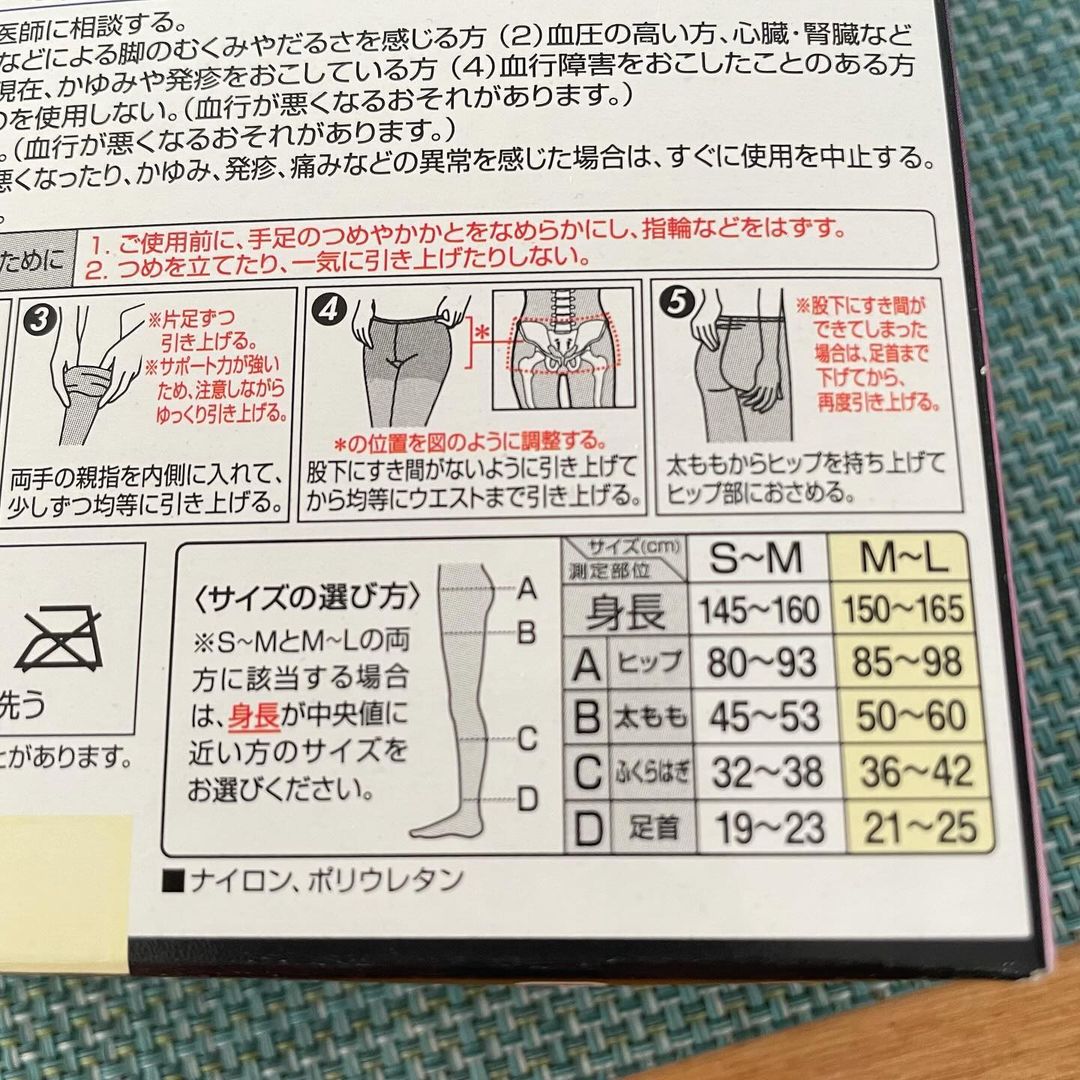 医師に相談する。
などによる脚のむくみやだるさを感じる方 (2)血圧の高い方、心臓・腎臓など
現在、かゆみや発疹をおこしている方 (4)血行障害をおこしたことのある方
のを使用しない。(血行が悪くなるおそれがあります。)
。(血行が悪くなるおそれがあります。)
悪くなったり、かゆみ、発疹、痛みなどの異常を感じた場合は、すぐに使用を中止する。
。
ために
1. ご使用前に、手足のつめやかかとをなめらかにし、指輪などをはずす。
2. つめを立てたり、一気に引き上げたりしない。
3
※片足ずつ
引き上げる。
※サポート力が強い
ため、注意しながら
ゆっくり引き上げる。
両手の親指を内側に入れて、
少しずつ均等に引き上げる。
4
*
*の位置を図のように調整する。
股下にすき間がないように引き上げて
から均等にウエストまで引き上げる。
5
※股下にすき間が
できてしまった
場合は、足首まで
下げてから、
再度引き上げる。
太ももからヒップを持ち上げて
ヒップ部におさめる。
洗う
とがあります。
〈サイズの選び方〉
※S~MとM~Lの両
方に該当する場合
は、身長が中央値に
近い方のサイズを
お選びください。
A
B
C
D
サイズ(cm) S~M M~L
測定部位
身長 145~160 150~165
A ヒップ 80~93 85~98
B 太もも 45~53 50~60
C ふくらはぎ 32~38 36~42
D 足首 19~23 21~25
■ナイロン、ポリウレタン